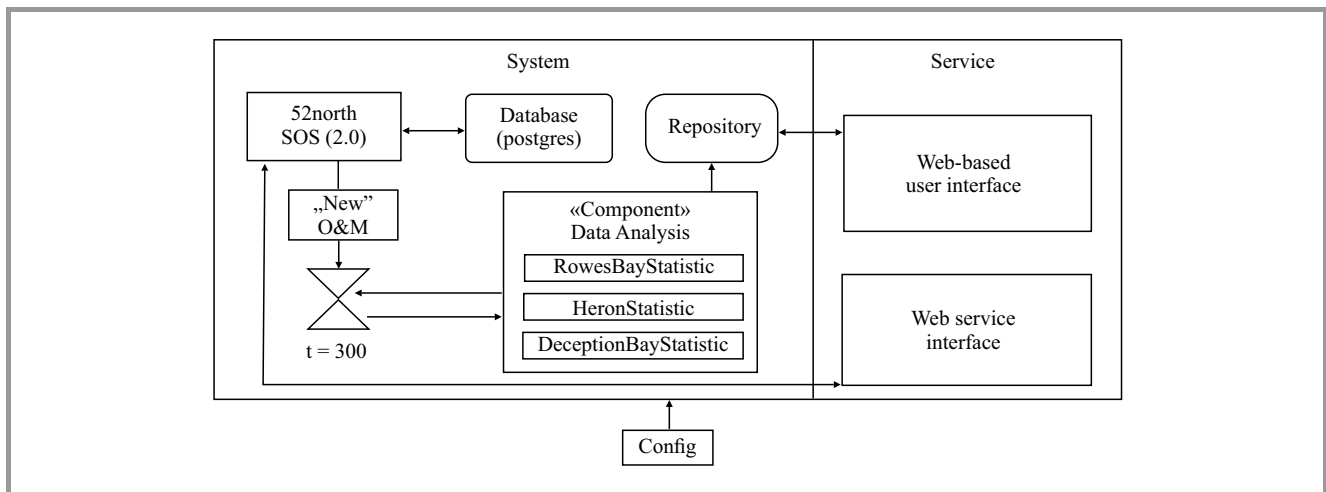 System
Service
52north
SOS (2.0)
Database
(postgres)
Repository
Web-based
user interface
„New”
O&M
«Component»
Data Analysis
RowesBayStatistic
HeronStatistic
DeceptionBayStatistic
t = 300
Web service
interface
Config